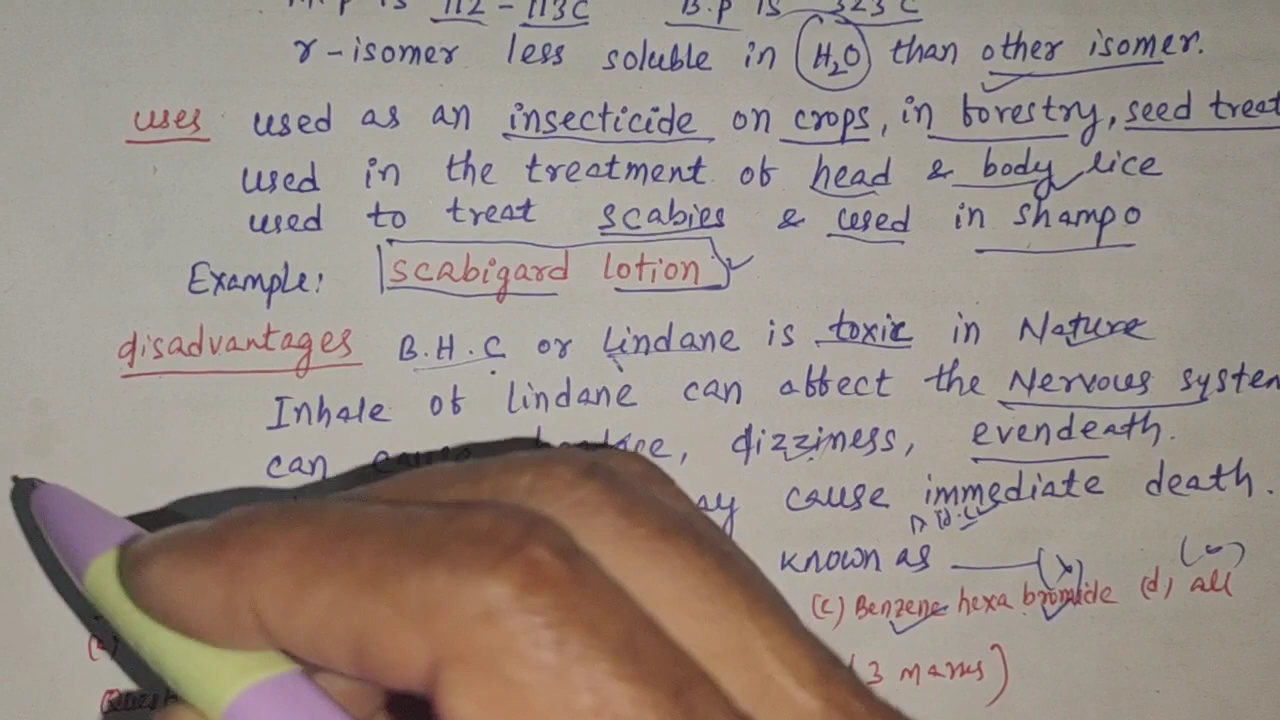 M.P is 112 - 113C B.P is 323 C
γ-isomer less soluble in H₂O than other isomer.
uses used as an insecticide on crops, in forestry, seed treat
used in the treatment of head & body lice
used to treat scabies & used in shampo
Example: scabigard lotion
disadvantages B.H.C or Lindane is toxic in Nature
Inhale of lindane can affect the Nervous system
can cause dizziness, evendeath.
cause immediate death.
known as
(C) Benzene hexa bromide (d) all
(3 marks)